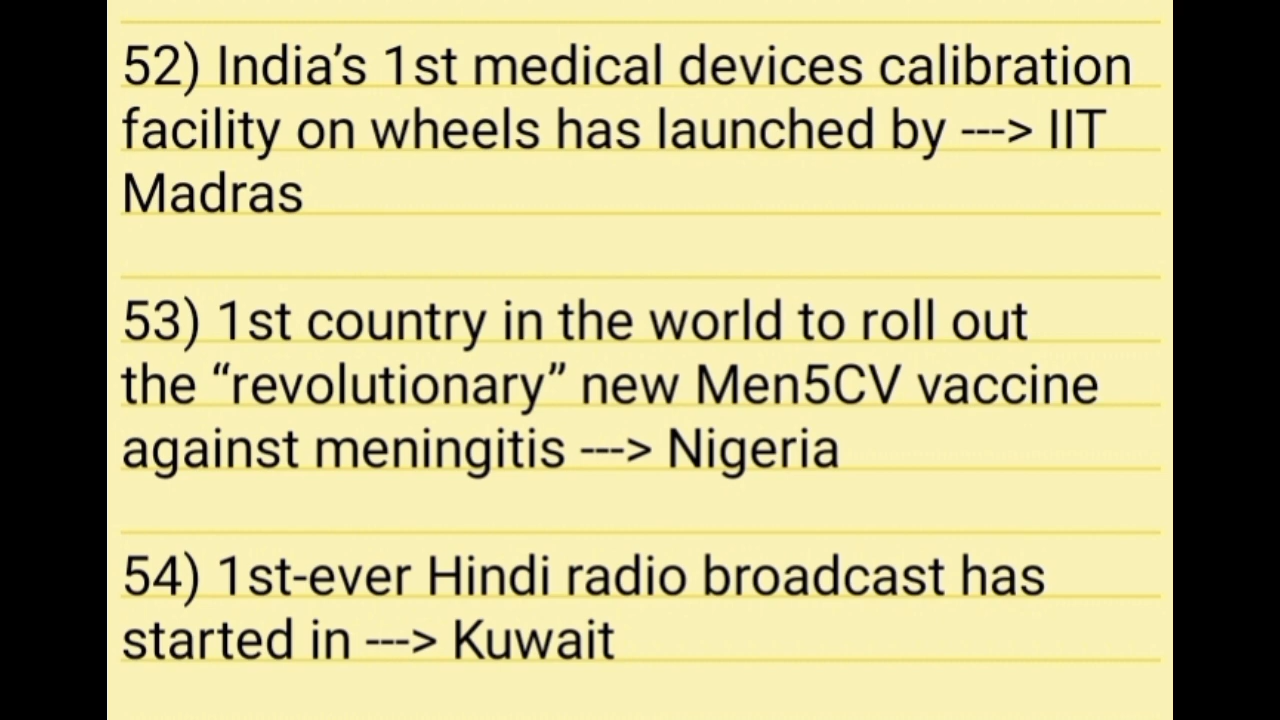 52) India’s 1st medical devices calibration
facility on wheels has launched by ---> IIT
Madras
53) 1st country in the world to roll out
the “revolutionary” new Men5CV vaccine
against meningitis ---> Nigeria
54) 1st-ever Hindi radio broadcast has
started in ---> Kuwait